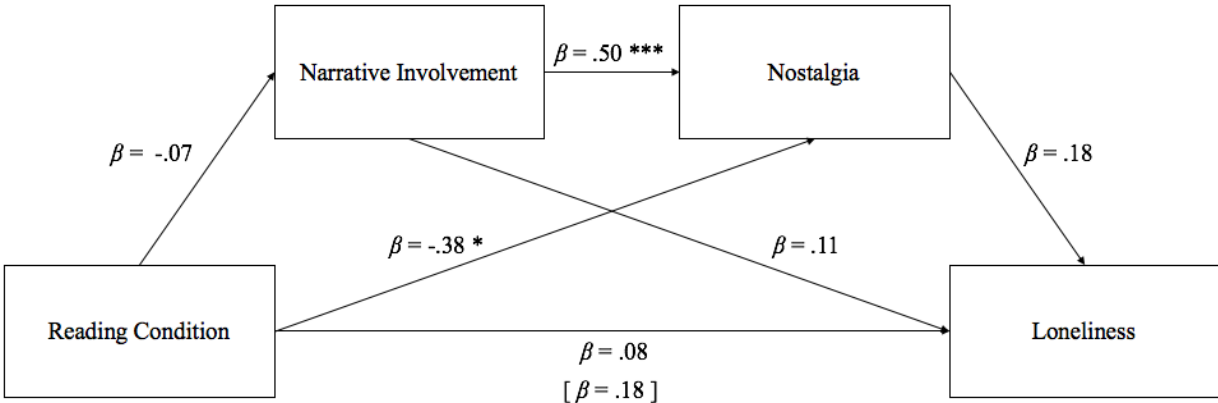 β = .50 ***
Narrative Involvement
Nostalgia
β = -.07
β = .18
β = -.38 *
β = .11
Reading Condition
Loneliness
β = .08
[ β = .18 ]